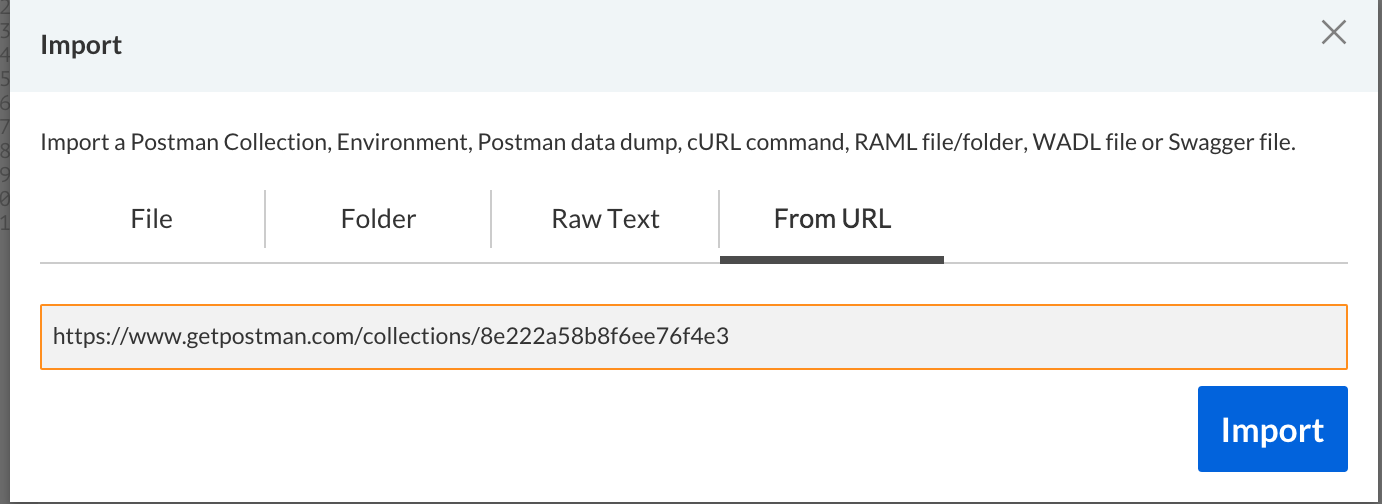 Import
Import a Postman Collection, Environment, Postman data dump, cURL command, RAML file/folder, WADL file or Swagger file.
File
Folder
Raw Text
From URL
https://www.getpostman.com/collections/8e222a58b8f6ee76f4e3
Import